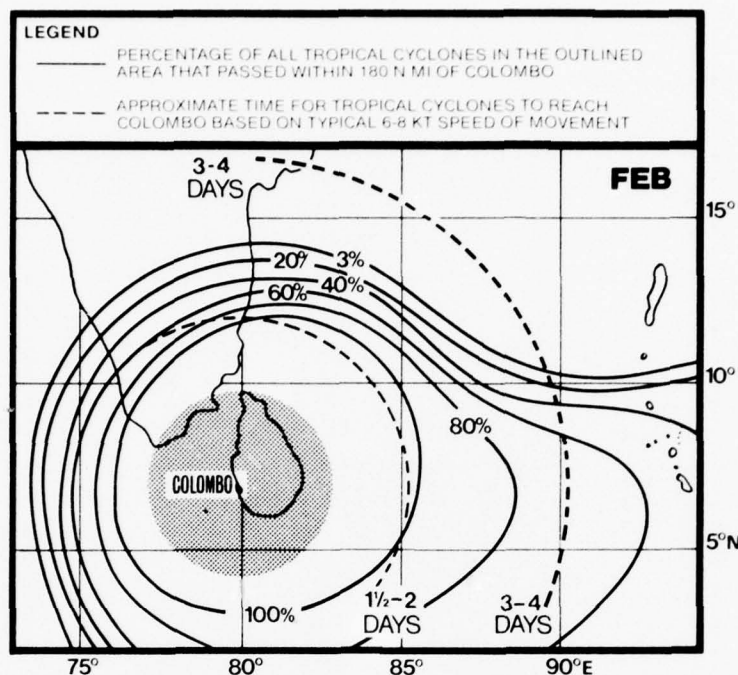 LEGEND
PERCENTAGE OF ALL TROPICAL CYCLONES IN THE OUTLINED
AREA THAT PASSED WITHIN 180 N MI OF COLOMBO
APPROXIMATE TIME FOR TROPICAL CYCLONES TO REACH
COLOMBO BASED ON TYPICAL 6-8 KT SPEED OF MOVEMENT
3-4
DAYS
FEB
15°
20%
3%
40%
60%
10°
80%
COLOMBO
5°N
100%
1½-2
DAYS
3-4
DAYS
75°
80°
85°
90°E